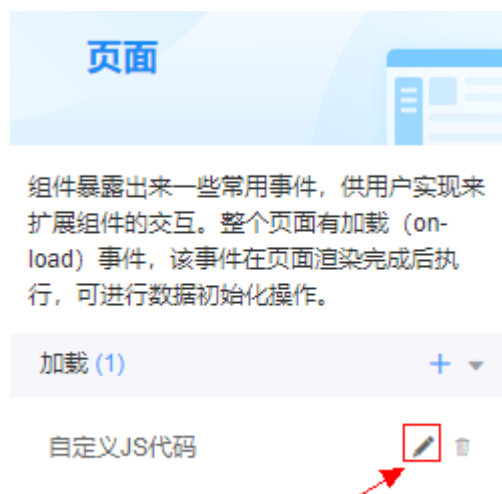 页面
组件暴露出来一些常用事件，供用户实现来
扩展组件的交互。整个页面有加载（on-
load）事件，该事件在页面渲染完成后执
行，可进行数据初始化操作。
加载 (1)
自定义JS代码